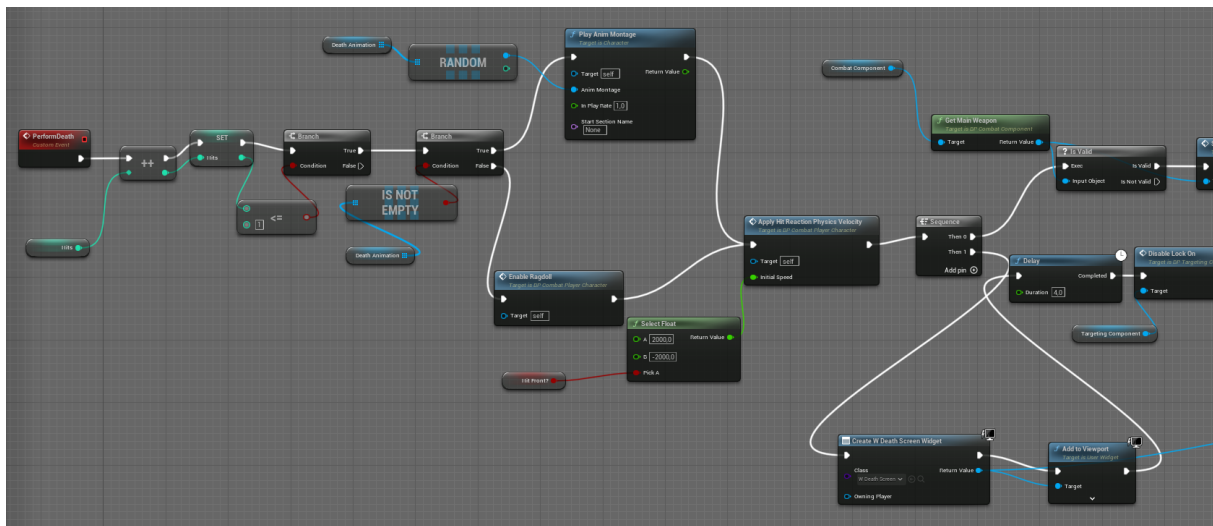 PerformDeath
Custom Event
++
Hits
SET
Hits
1
<=
Branch
True
Condition
False
Death Animation
RANDOM
Branch
True
Condition
False
IS NOT
EMPTY
Death Animation
Play Anim Montage
Target is Character
Target
self
Return Value
Anim Montage
In Play Rate
1,0
Start Section Name
None
Enable Ragdoll
Target is BP Combat Player Character
Target
self
Hit Front?
Select Float
A
2000,0
Return Value
B
-2000,0
Pick A
Apply Hit Reaction Physics Velocity
Target is BP Combat Player Character
Target
self
Initial Speed
Combat Component
Get Main Weapon
Target is BP Combat Component
Target
Return Value
Sequence
Then 0
Then 1
Add pin
? Is Valid
Exec
Is Valid
Input Object
Is Not Valid
Delay
Completed
Duration
4,0
Disable Lock On
Target is BP Targeting Co
Target
Targeting Component
Create W Death Screen Widget
Class
Return Value
W Death Screen
Owning Player
Add to Viewport
Target is User Widget
Target